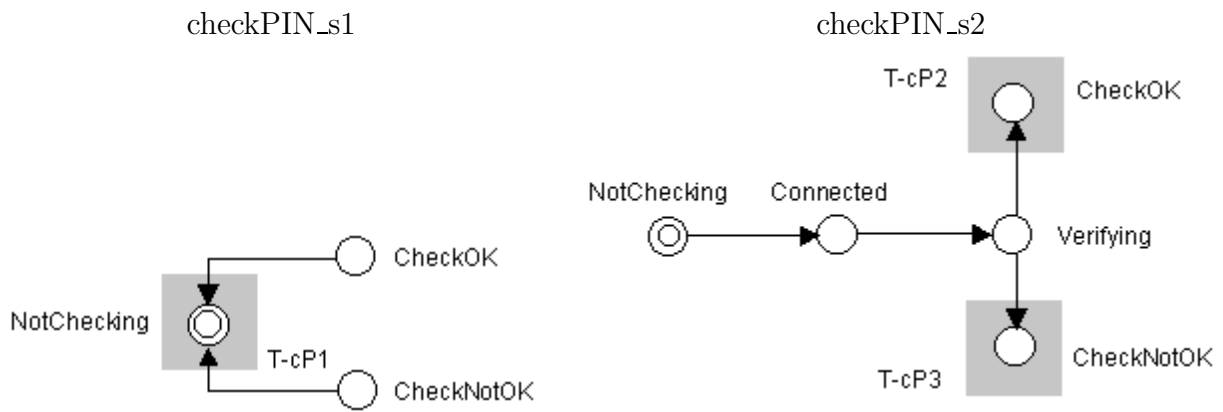 checkPIN_s1
checkPIN_s2
T-cP2
CheckOK
NotChecking
Connected
Verifying
CheckOK
NotChecking
T-cP1
CheckNotOK
T-cP3
CheckNotOK